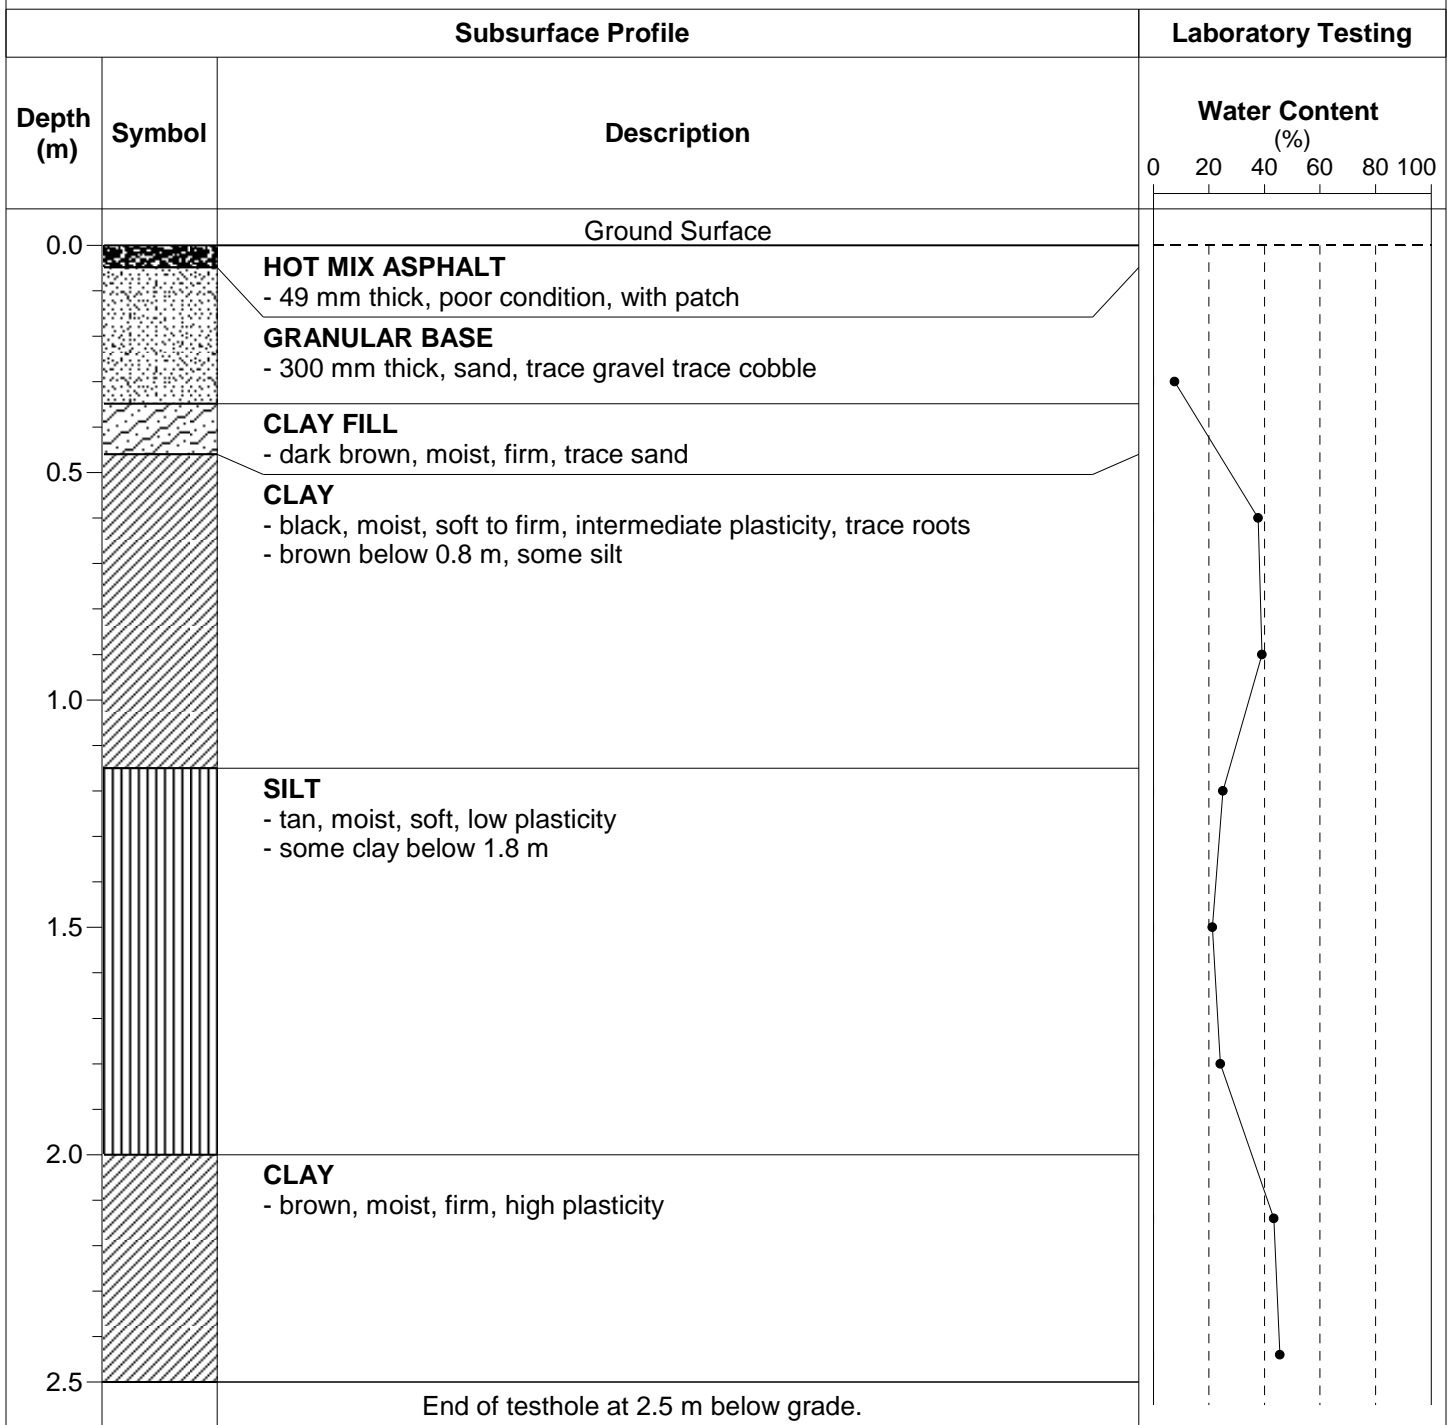 Subsurface Profile
Laboratory Testing
Depth
(m)
Symbol
Description
Water Content
(%)
0 20 40 60 80 100
Ground Surface
0.0
HOT MIX ASPHALT
- 49 mm thick, poor condition, with patch
GRANULAR BASE
- 300 mm thick, sand, trace gravel trace cobble
CLAY FILL
- dark brown, moist, firm, trace sand
0.5
CLAY
- black, moist, soft to firm, intermediate plasticity, trace roots
- brown below 0.8 m, some silt
1.0
SILT
- tan, moist, soft, low plasticity
- some clay below 1.8 m
1.5
2.0
CLAY
- brown, moist, firm, high plasticity
2.5
End of testhole at 2.5 m below grade.